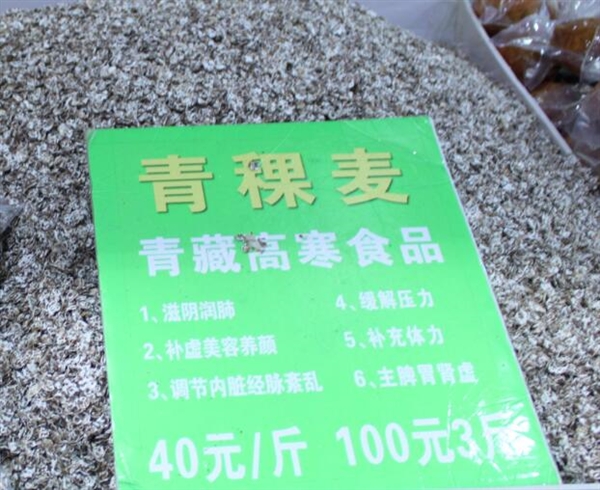 青稞麦
青藏高寒食品
1、滋阴润肺
2、补虚美容养颜
3、调节内脏经脉紊乱
4、缓解压力
5、补充体力
6、主脾胃肾虚
40元/斤 100元3斤